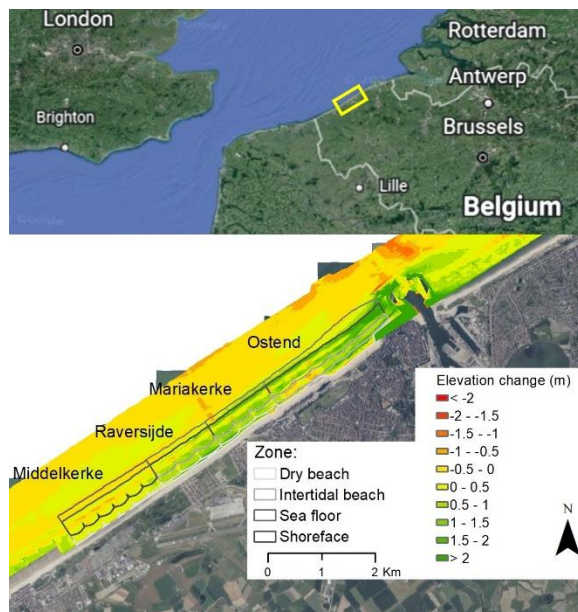 London
Rotterdam
Antwerp
Brighton
Brussels
Lille
Belgium
Ostend
Mariakerke
Raversijde
Middelkerke
Zone:
Dry beach
Intertidal beach
Sea floor
Shoreface
0 1 2 Km
Elevation change (m)
< -2
-2 - -1.5
-1.5 - -1
-1 - -0.5
-0.5 - 0
0 - 0.5
0.5 - 1
1 - 1.5
1.5 - 2
> 2
N